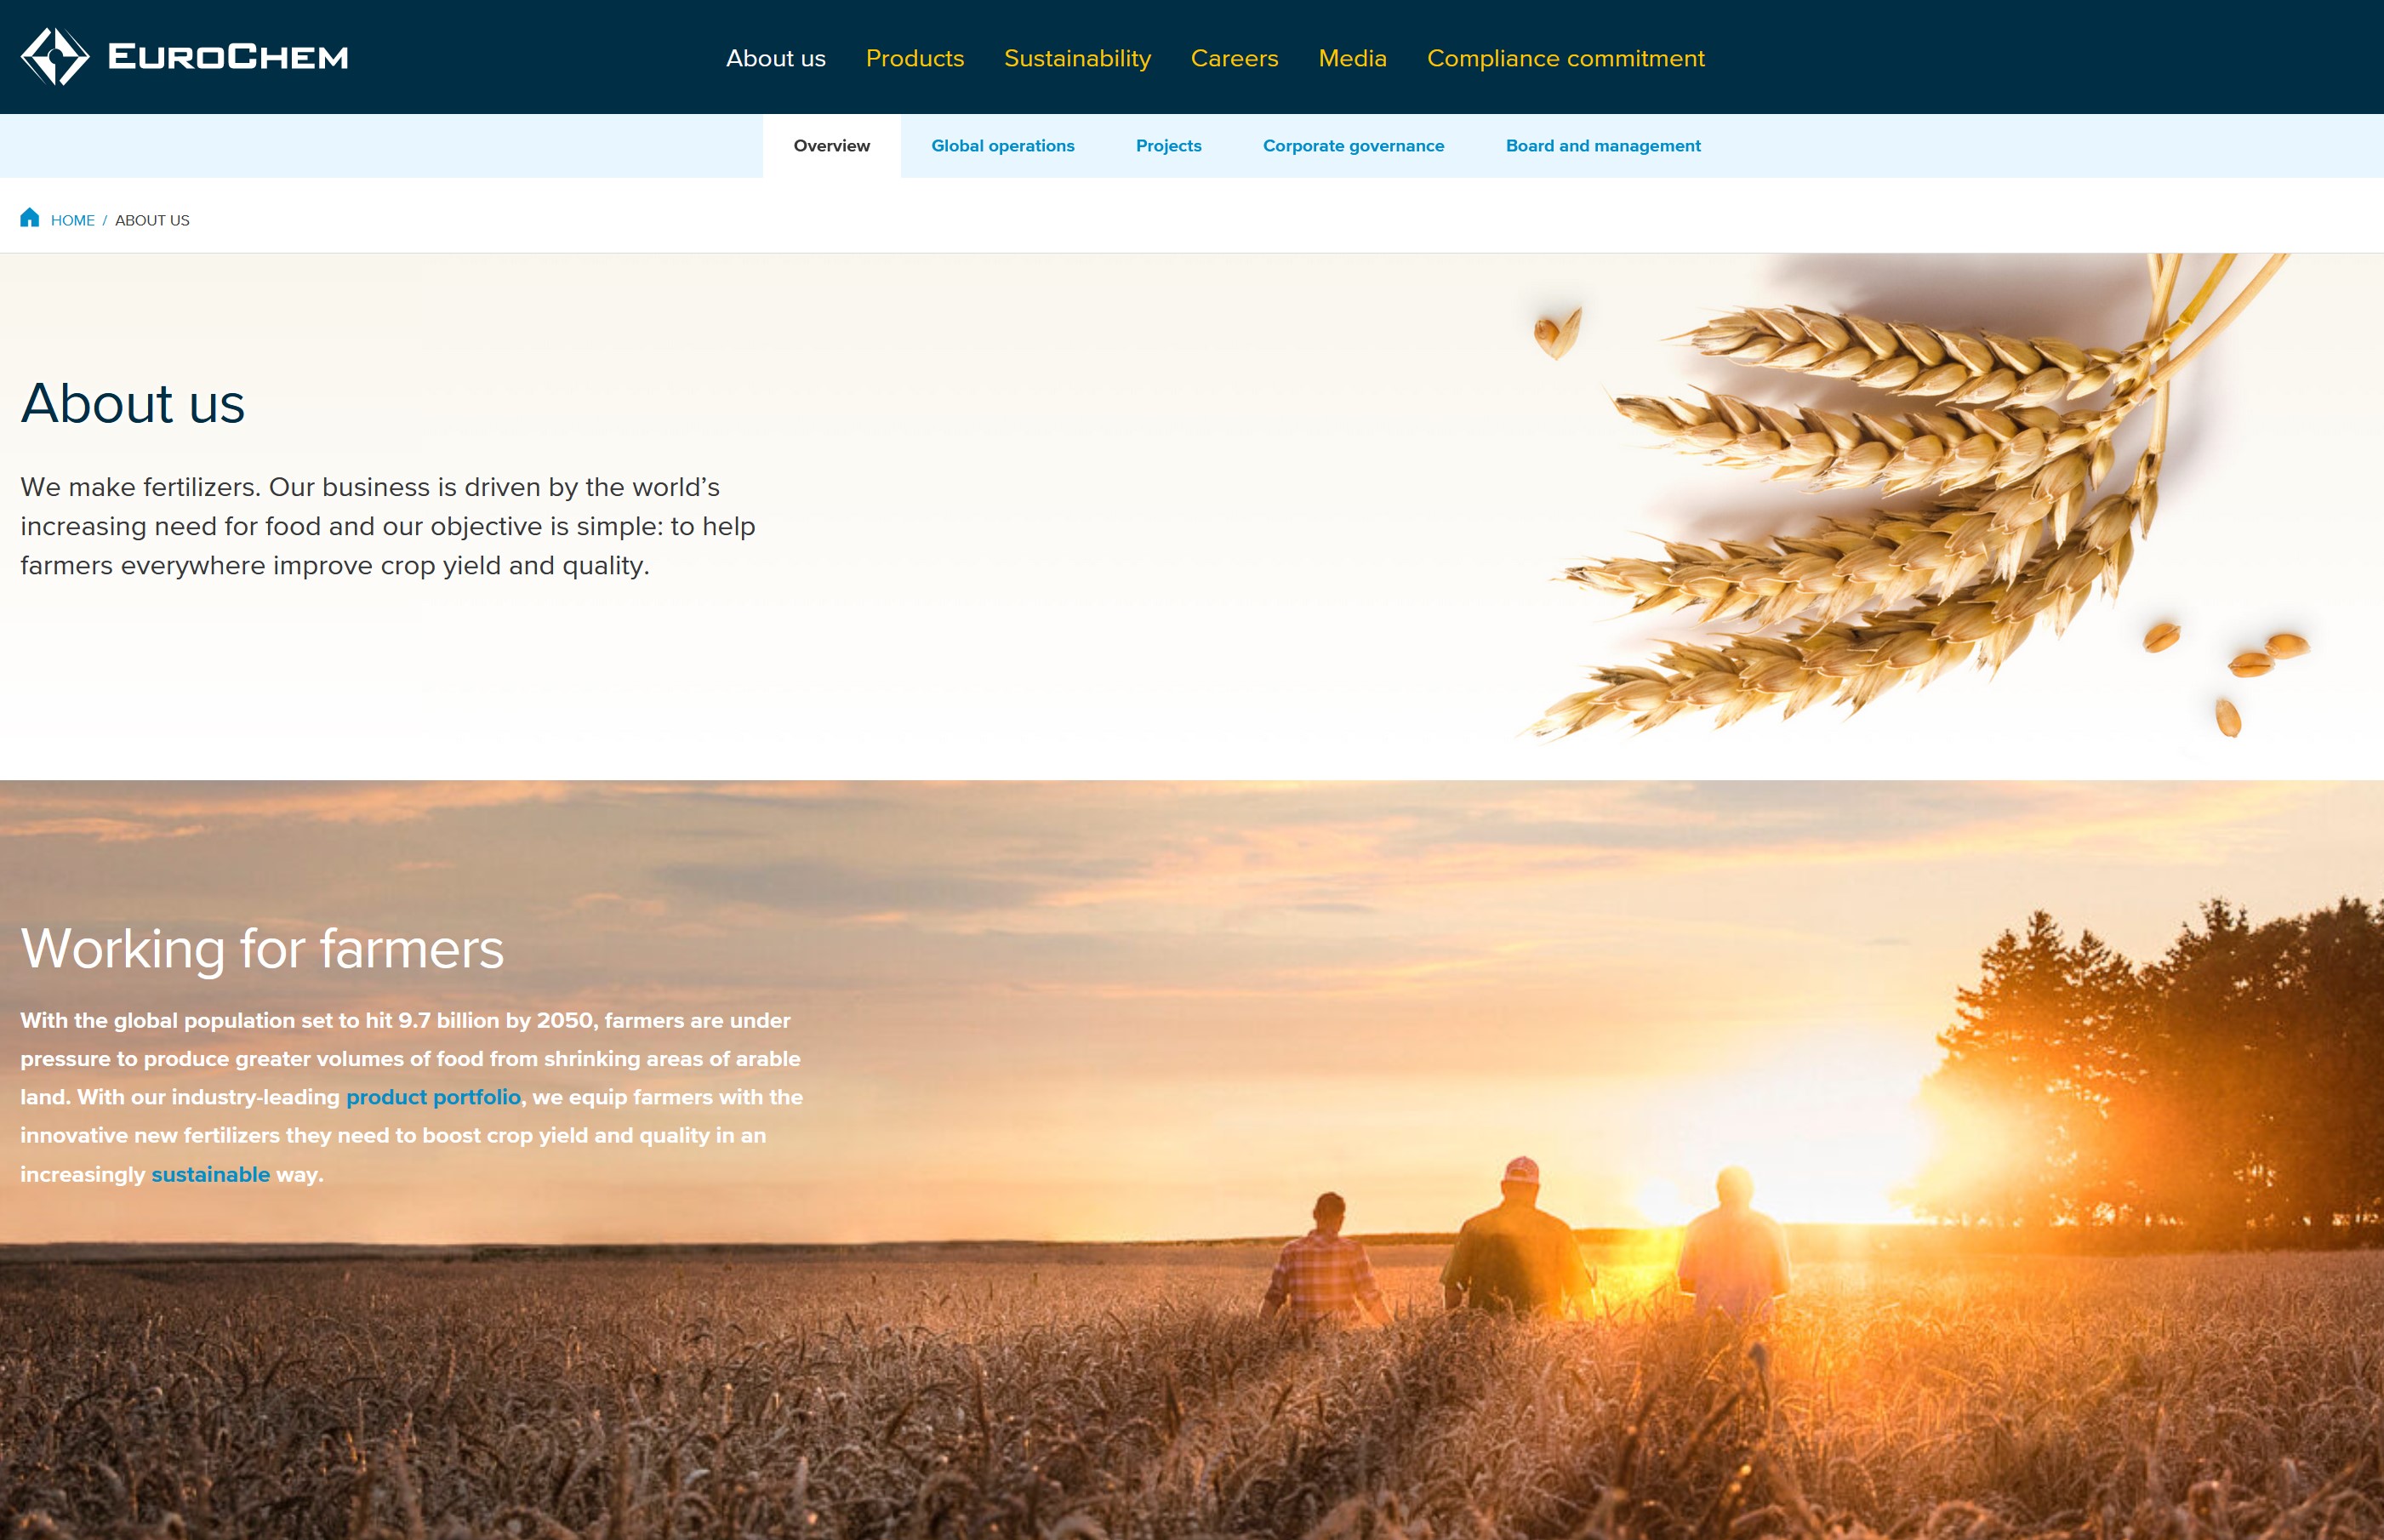 EUROCHEM
About us Products Sustainability Careers Media Compliance commitment
Overview Global operations Projects Corporate governance Board and management
HOME / ABOUT US
About us
We make fertilizers. Our business is driven by the world’s
increasing need for food and our objective is simple: to help
farmers everywhere improve crop yield and quality.
Working for farmers
With the global population set to hit 9.7 billion by 2050, farmers are under
pressure to produce greater volumes of food from shrinking areas of arable
land. With our industry-leading product portfolio, we equip farmers with the
innovative new fertilizers they need to boost crop yield and quality in an
increasingly sustainable way.